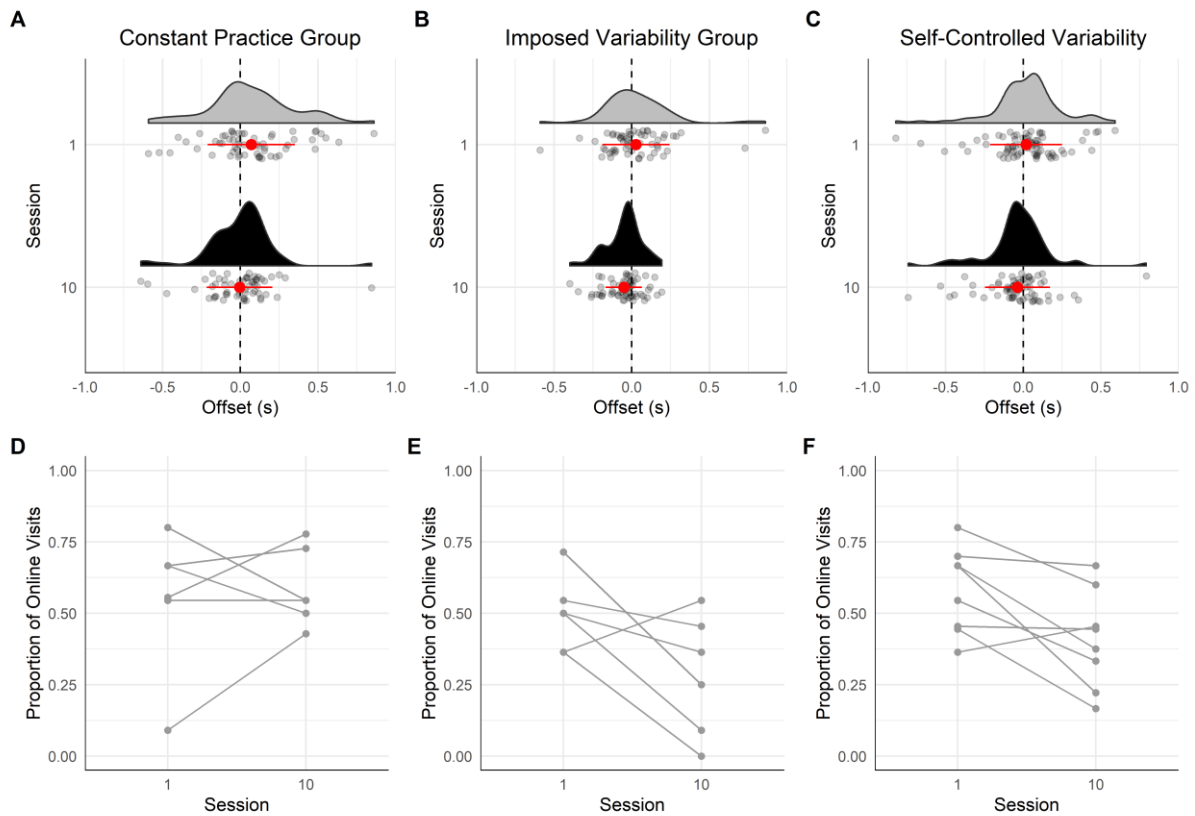 A
Constant Practice Group
Session
1
10
-1.0 -0.5 0.0 0.5 1.0
Offset (s)
B
Imposed Variability Group
Session
1
10
-1.0 -0.5 0.0 0.5 1.0
Offset (s)
C
Self-Controlled Variability
Session
1
10
-1.0 -0.5 0.0 0.5 1.0
Offset (s)
D
Proportion of Online Visits
1.00
0.75
0.50
0.25
0.00
1 10
Session
E
Proportion of Online Visits
1.00
0.75
0.50
0.25
0.00
1 10
Session
F
Proportion of Online Visits
1.00
0.75
0.50
0.25
0.00
1 10
Session